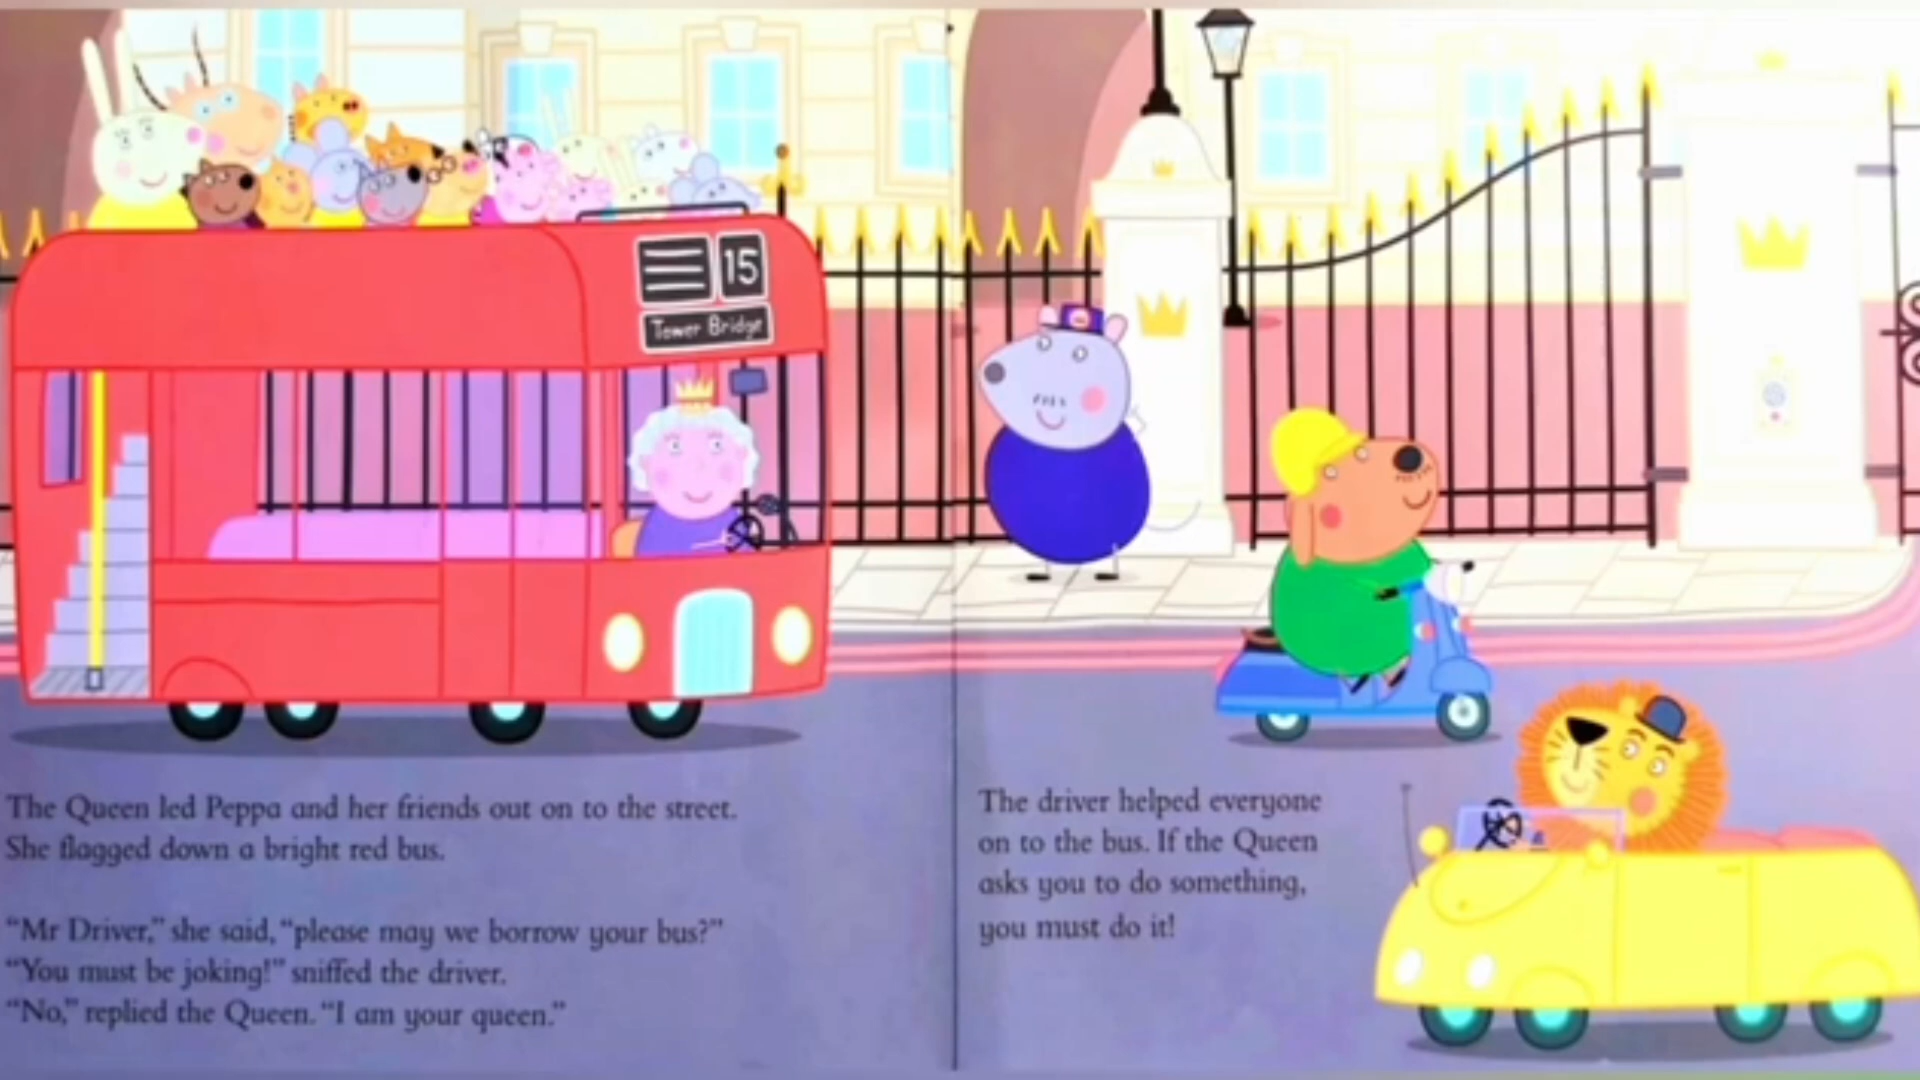 15
Tower Bridge
The Queen led Peppa and her friends out on to the street.
She flagged down a bright red bus.
“Mr Driver,” she said, “please may we borrow your bus?”
“You must be joking!” sniffed the driver.
“No,” replied the Queen. “I am your queen.”
The driver helped everyone
on to the bus. If the Queen
asks you to do something,
you must do it!